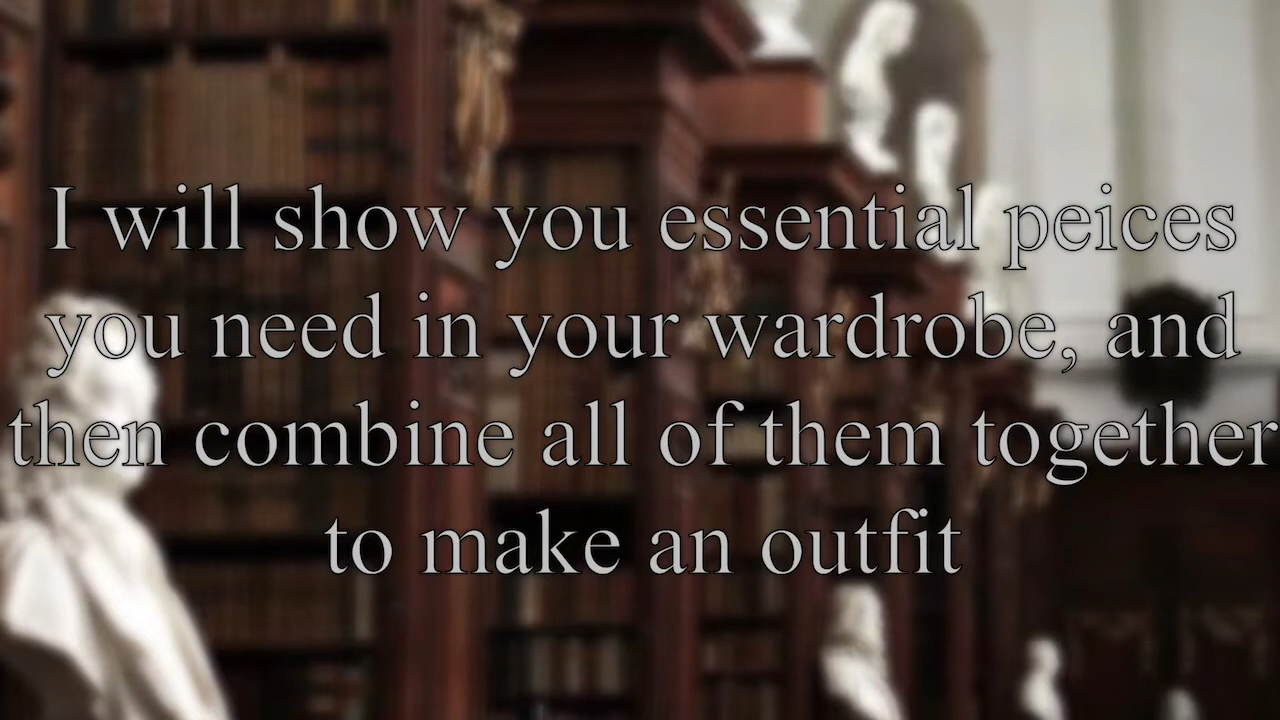 I will show you essential peices
you need in your wardrobe, and
then combine all of them together
to make an outfit